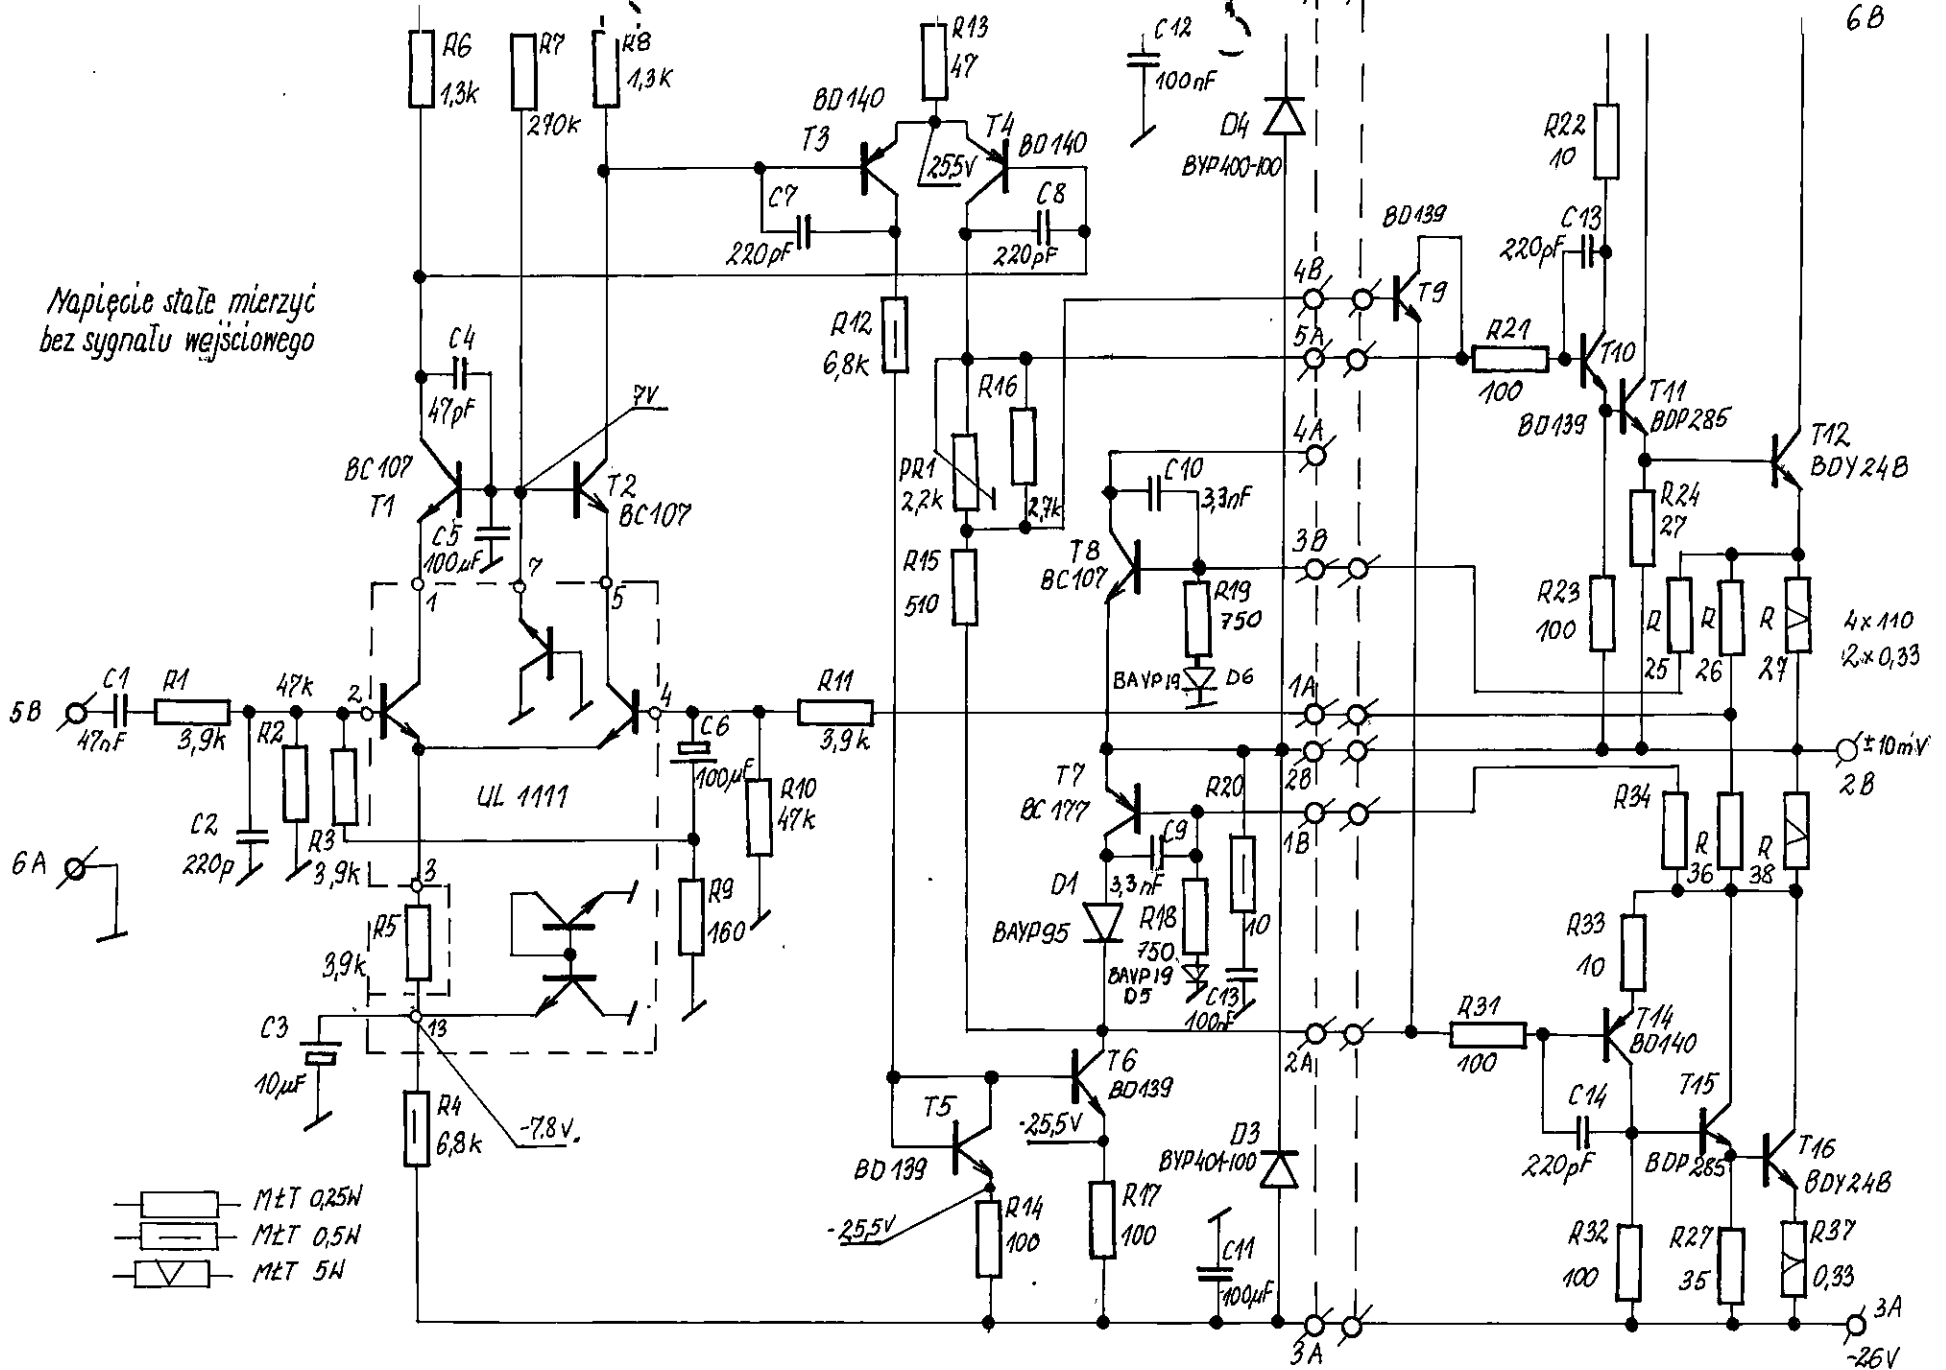 R6
1,3k
R7
270k
R8
1,3k
R13
47
C12
100nF
6B
BD140
T3
T4
BD140
25,5V
D4
BYP400-100
R22
10
C7
220pF
C8
220pF
BD139
C13
220pF
Napięcie stałe mierzyć
bez sygnału wejściowego
4B
T9
R12
6,8k
5A
R21
100
T10
C4
47pF
R16
2,7k
7V
BD139
T11
BDP285
4A
T12
BDY24B
BC107
T1
T2
BC107
PR1
2,2k
C10
3,3nF
R24
27
C5
100µF
R15
510
T8
BC107
3B
R19
750
R23
100
R
25
R
26
R
27
4x110
2x0,33
1
7
5
BAYP19
D6
5B
C1
47nF
R1
3,9k
47k
R2
2
4
R11
3,9k
1A
C6
100µF
±10mV
2B
UL 1111
R10
47k
T7
BC177
R20
10
2B
R34
C2
220p
R3
3,9k
1B
R
36
R
38
6A
3
R5
3,9k
R9
160
C9
3,3nF
D1
BAYP95
R18
750
BAYP19
D5
C13
100nF
R33
10
C3
10µF
13
2A
R31
100
T14
BD140
R4
6,8k
-7.8V.
T6
BD139
T5
BD139
-25,5V
D3
BYP401-100
C14
220pF
T15
BDP285
T16
BDY24B
MŁT 0,25W
MŁT 0,5W
MŁT 5W
-25,5V
R14
100
R17
100
C11
100µF
R32
100
R27
35
R37
0,33
3A
3A
-26V